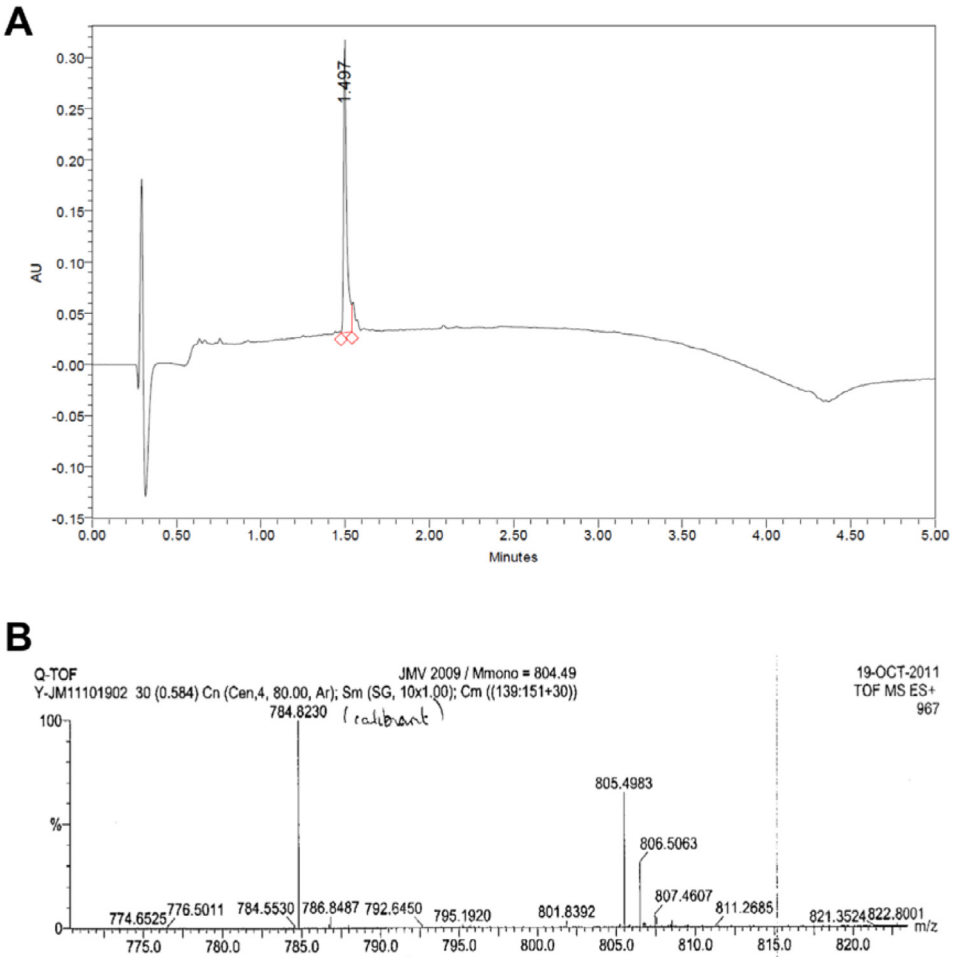 A
0.30
0.25
0.20
0.15
0.10
0.05
-0.00
-0.05
-0.10
-0.15
AU
1.497
0.00 0.50 1.00 1.50 2.00 2.50 3.00 3.50 4.00 4.50 5.00
Minutes
B
Q-TOF JMV 2009 / Mmono = 804.49 19-OCT-2011
Y-JM11101902 30 (0.584) Cn (Cen,4, 80.00, Ar); Sm (SG, 10x1.00); Cm ((139:151+30)) TOF MS ES+
784.8230 (calibrant) 967
100
805.4983
%
806.5063
807.4607
774.6525 776.5011 784.5530 786.8487 792.6450 795.1920 801.8392 811.2685 821.3524 822.8001
0 m/z
775.0 780.0 785.0 790.0 795.0 800.0 805.0 810.0 815.0 820.0